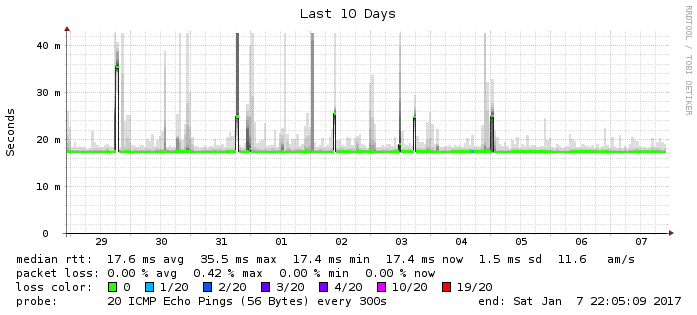 Last 10 Days
RRDTOOL / TOBI OETIKER
Seconds
40 m
30 m
20 m
10 m
0
29 30 31 01 02 03 04 05 06 07
median rtt: 17.6 ms avg 35.5 ms max 17.4 ms min 17.4 ms now 1.5 ms sd 11.6 am/s
packet loss: 0.00 % avg 0.42 % max 0.00 % min 0.00 % now
loss color: 0 1/20 2/20 3/20 4/20 10/20 19/20
probe: 20 ICMP Echo Pings (56 Bytes) every 300s end: Sat Jan 7 22:05:09 2017